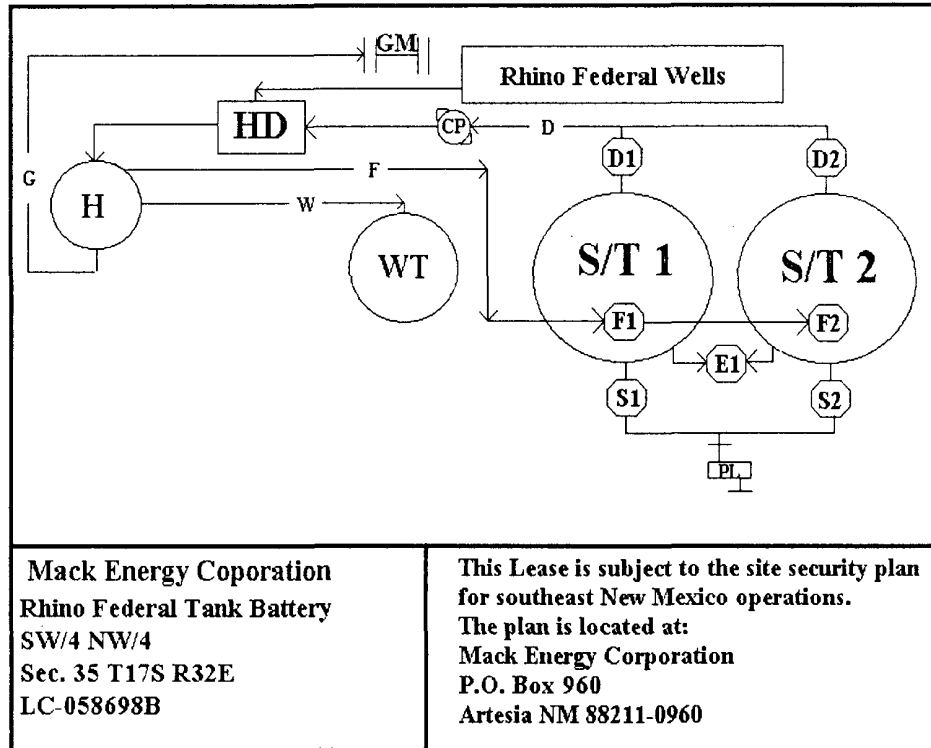 GM
Rhino Federal Wells
HD
CP
D
D1
D2
G
F
H
W
WT
S/T 1
S/T 2
F1
F2
E1
S1
S2
PL
Mack Energy Coporation
Rhino Federal Tank Battery
SW/4 NW/4
Sec. 35 T17S R32E
LC-058698B
This Lease is subject to the site security plan
for southeast New Mexico operations.
The plan is located at:
Mack Energy Corporation
P.O. Box 960
Artesia NM 88211-0960